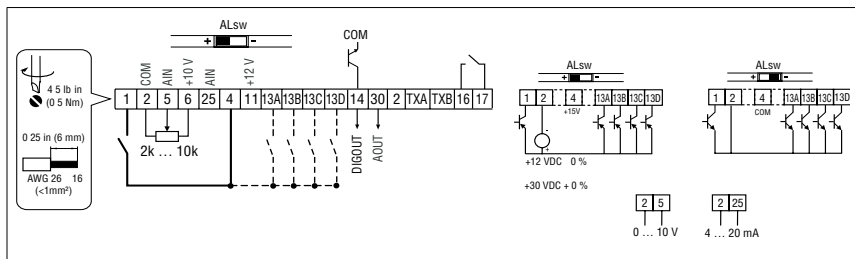 ALsw
+ -
4 5 lb in
(0 5 Nm)
0 25 in (6 mm)
AWG 26 16
(<1mm²)
COM
AIN
+10 V
AIN
+12 V
1 2 5 6 25 4 11 13A 13B 13C 13D 14 30 2 TXA TXB 16 17
2k ... 10k
COM
DIGOUT
AOUT
ALsw
+ -
1 2 4 13A 13B 13C 13D
+15V
+12 VDC 0 %
+30 VDC + 0 %
ALsw
+ -
1 2 4 13A 13B 13C 13D
COM
2 5
0 ... 10 V
2 25
4 ... 20 mA